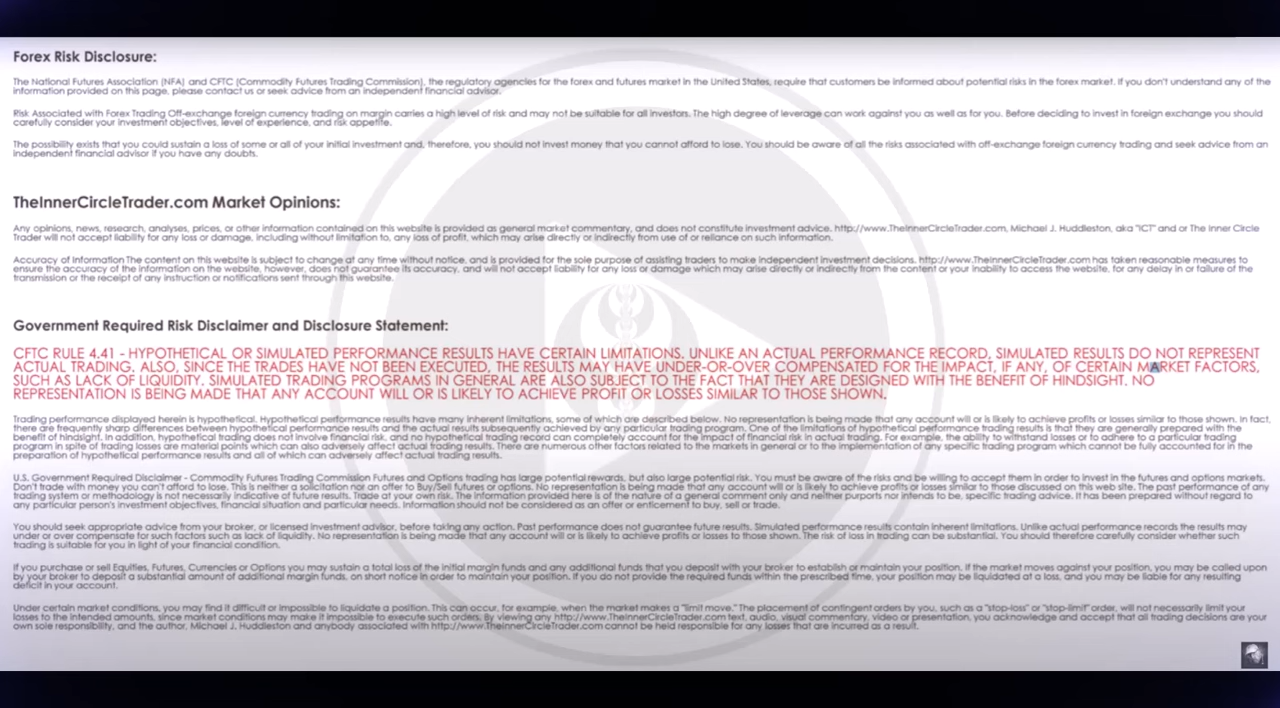 Forex Risk Disclosure:
The National Futures Association (NFA) and CFTC (Commodity Futures Trading Commission), the regulatory agencies for the forex and futures market in the United States, require that customers be informed about potential risks in the forex market. If you don't understand any of the
information provided on this page, please contact us or seek advice from an independent financial advisor.
Risk Associated with Forex Trading Off-exchange foreign currency trading on margin carries a high level of risk and may not be suitable for all investors. The high degree of leverage can work against you as well as for you. Before deciding to invest in foreign exchange you should
carefully consider your investment objectives, level of experience, and risk appetite.
The possibility exists that you could sustain a loss of some or all of your initial investment and, therefore, you should not invest money that you cannot afford to lose. You should be aware of all the risks associated with off-exchange foreign currency trading and seek advice from an
independent financial advisor if you have any doubts.
TheInnerCircleTrader.com Market Opinions:
Any opinions, news, research, analyses, prices, or other information contained on this website is provided as general market commentary, and does not constitute investment advice. http://www.TheInnerCircleTrader.com, Michael J. Huddleston, aka "ICT" and or The Inner Circle
Trader will not accept liability for any loss or damage, including without limitation to, any loss of profit, which may arise directly or indirectly from use of or reliance on such information.
Accuracy of Information The content on this website is subject to change at any time without notice, and is provided for the sole purpose of assisting traders to make independent investment decisions. http://www.TheInnerCircleTrader.com has taken reasonable measures to
ensure the accuracy of the information on the website, however, does not guarantee its accuracy, and will not accept liability for any loss or damage which may arise directly or indirectly from the content or your inability to access the website, for any delay in or failure of the
transmission or the receipt of any instruction or notifications sent through this website.
Government Required Risk Disclaimer and Disclosure Statement:
CFTC RULE 4.41 - HYPOTHETICAL OR SIMULATED PERFORMANCE RESULTS HAVE CERTAIN LIMITATIONS. UNLIKE AN ACTUAL PERFORMANCE RECORD, SIMULATED RESULTS DO NOT REPRESENT
ACTUAL TRADING. ALSO, SINCE THE TRADES HAVE NOT BEEN EXECUTED, THE RESULTS MAY HAVE UNDER-OR-OVER COMPENSATED FOR THE IMPACT, IF ANY, OF CERTAIN MARKET FACTORS,
SUCH AS LACK OF LIQUIDITY. SIMULATED TRADING PROGRAMS IN GENERAL ARE ALSO SUBJECT TO THE FACT THAT THEY ARE DESIGNED WITH THE BENEFIT OF HINDSIGHT. NO
REPRESENTATION IS BEING MADE THAT ANY ACCOUNT WILL OR IS LIKELY TO ACHIEVE PROFIT OR LOSSES SIMILAR TO THOSE SHOWN.
Trading performance displayed herein is hypothetical. Hypothetical performance results have many inherent limitations, some of which are described below. No representation is being made that any account will or is likely to achieve profits or losses similar to those shown. In fact,
there are frequently sharp differences between hypothetical performance results and the actual results subsequently achieved by any particular trading program. One of the limitations of hypothetical performance trading results is that they are generally prepared with the
benefit of hindsight. In addition, hypothetical trading does not involve financial risk, and no hypothetical trading record can completely account for the impact of financial risk in actual trading. For example, the ability to withstand losses or to adhere to a particular trading
program in spite of trading losses are material points which can also adversely affect actual trading results. There are numerous other factors related to the markets in general or to the implementation of any specific trading program which cannot be fully accounted for in the
preparation of hypothetical performance results and all of which can adversely affect actual trading results.
U.S. Government Required Disclaimer - Commodity Futures Trading Commission Futures and Options trading has large potential rewards, but also large potential risk. You must be aware of the risks and be willing to accept them in order to invest in the futures and options markets.
Don't trade with money you can't afford to lose. This is neither a solicitation nor an offer to Buy/Sell futures or options. No representation is being made that any account will or is likely to achieve profits or losses similar to those discussed on this web site. The past performance of any
trading system or methodology is not necessarily indicative of future results. Trade at your own risk. The information provided here is of the nature of a general comment only and neither purports nor intends to be, specific trading advice. It has been prepared without regard to
any particular person's investment objectives, financial situation and particular needs. Information should not be considered as an offer or enticement to buy, sell or trade.
You should seek appropriate advice from your broker, or licensed investment advisor, before taking any action. Past performance does not guarantee future results. Simulated performance results contain inherent limitations. Unlike actual performance records the results may
under or over compensate for such factors such as lack of liquidity. No representation is being made that any account will or is likely to achieve profits or losses to those shown. The risk of loss in trading can be substantial. You should therefore carefully consider whether such
trading is suitable for you in light of your financial condition.
If you purchase or sell Equities, Futures, Currencies or Options you may sustain a total loss of the initial margin funds and any additional funds that you deposit with your broker to establish or maintain your position. If the market moves against your position, you may be called upon
by your broker to deposit a substantial amount of additional margin funds, on short notice in order to maintain your position. If you do not provide the required funds within the prescribed time, your position may be liquidated at a loss, and you may be liable for any resulting
deficit in your account.
Under certain market conditions, you may find it difficult or impossible to liquidate a position. This can occur, for example, when the market makes a "limit move." The placement of contingent orders by you, such as a "stop-loss" or "stop-limit" order, will not necessarily limit your
losses to the intended amounts, since market conditions may make it impossible to execute such orders. By viewing any http://www.TheInnerCircleTrader.com text, audio, visual commentary, video or presentation, you acknowledge and accept that all trading decisions are your
own sole responsibility, and the author, Michael J. Huddleston and anybody associated with http://www.TheInnerCircleTrader.com cannot be held responsible for any losses that are incurred as a result.